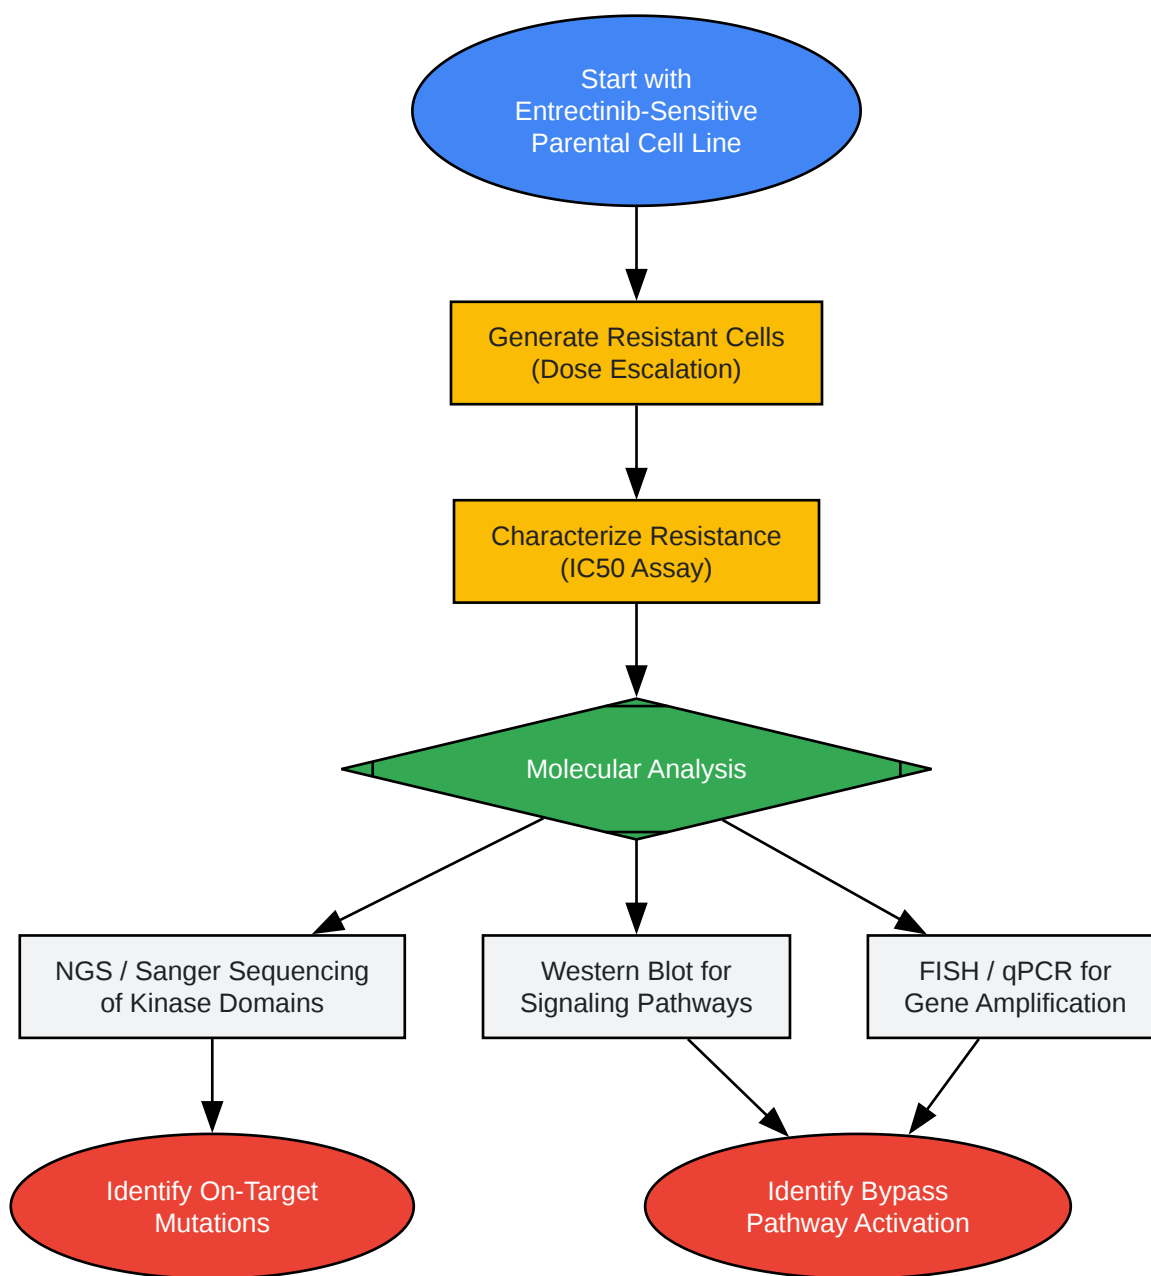 Start with
Entrectinib-Sensitive
Parental Cell Line
Generate Resistant Cells
(Dose Escalation)
Characterize Resistance
(IC50 Assay)
Molecular Analysis
NGS / Sanger Sequencing
of Kinase Domains
Western Blot for
Signaling Pathways
FISH / qPCR for
Gene Amplification
Identify On-Target
Mutations
Identify Bypass
Pathway Activation